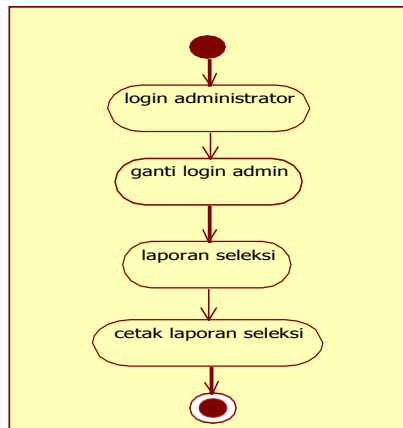 login administrator
ganti login admin
laporan seleksi
cetak laporan seleksi